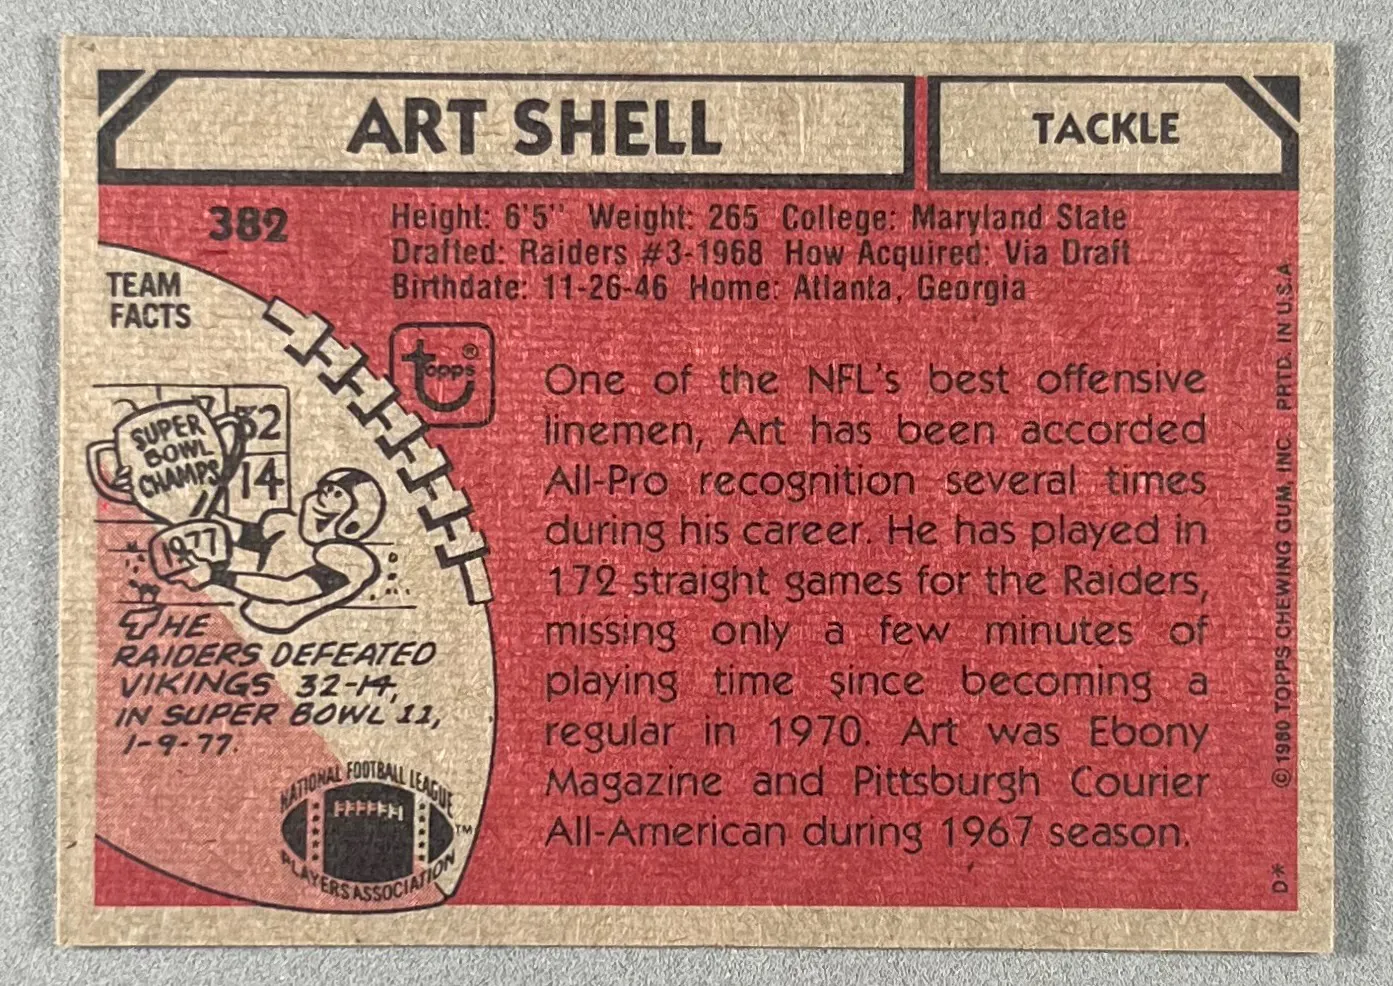 ART SHELL
TACKLE
382
Height: 6'5" Weight: 265 College: Maryland State
Drafted: Raiders #3-1968 How Acquired: Via Draft
Birthdate: 11-26-46 Home: Atlanta, Georgia
TEAM
FACTS
topps®
SUPER
BOWL
CHAMPS
32
14
1977
THE
RAIDERS DEFEATED
VIKINGS 32-14,
IN SUPER BOWL 11,
1-9-77.
NATIONAL FOOTBALL LEAGUE
PLAYERS ASSOCIATION
TM
One of the NFL's best offensive
linemen, Art has been accorded
All-Pro recognition several times
during his career. He has played in
172 straight games for the Raiders,
missing only a few minutes of
playing time since becoming a
regular in 1970. Art was Ebony
Magazine and Pittsburgh Courier
All-American during 1967 season.
© 1980 TOPPS CHEWING GUM, INC. PRTD. IN U.S.A.
D*